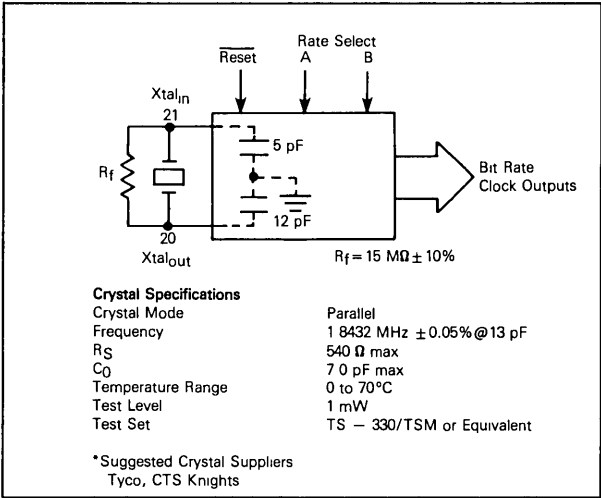 Rate Select
Reset A B
Xtalin
21
5 pF
Rf
Bit Rate
Clock Outputs
12 pF
20
Xtalout
Rf = 15 MΩ ± 10%
Crystal Specifications
Crystal Mode Parallel
Frequency 1 8432 MHz ±0.05%@13 pF
RS 540 Ω max
C0 7 0 pF max
Temperature Range 0 to 70°C
Test Level 1 mW
Test Set TS – 330/TSM or Equivalent
*Suggested Crystal Suppliers
Tyco, CTS Knights